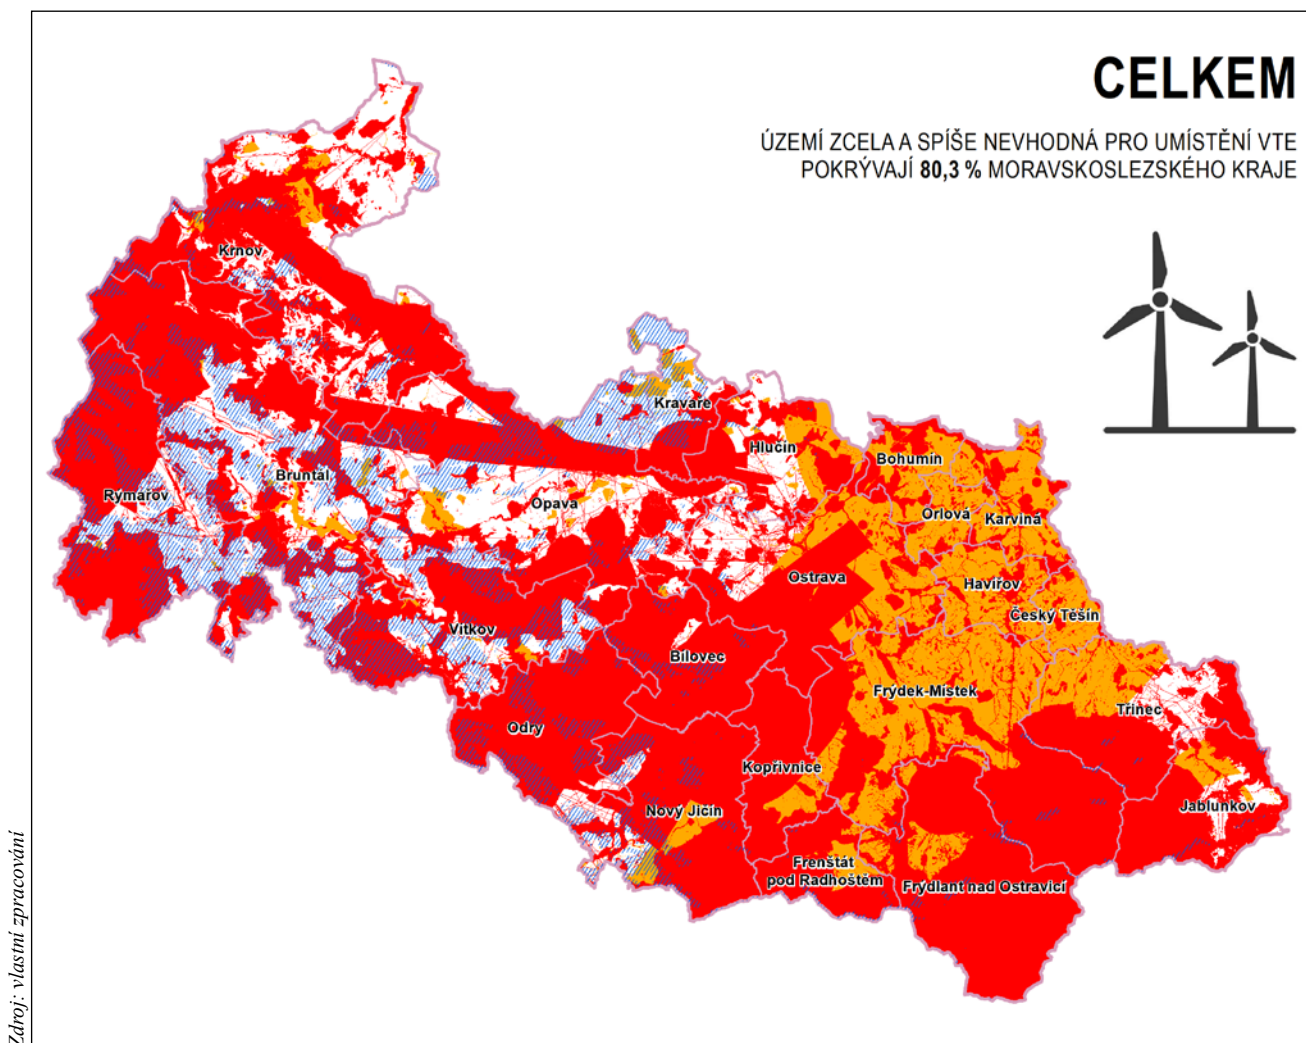 CELKEM
ÚZEMÍ ZCELA A SPÍŠE NEVHODNÁ PRO UMÍSTĚNÍ VTE
POKRÝVAJÍ 80,3 % MORAVSKOSLEZSKÉHO KRAJE
Krnov
Kravaře
Hlučín
Bohumín
Rýmařov
Bruntál
Opava
Orlová
Karviná
Ostrava
Havířov
Český Těšín
Vítkov
Bílovec
Frýdek-Místek
Třinec
Odry
Kopřivnice
Nový Jičín
Jablunkov
Frenštát
pod Radhoštěm
Frýdlant nad Ostravicí
Zdroj: vlastní zpracování